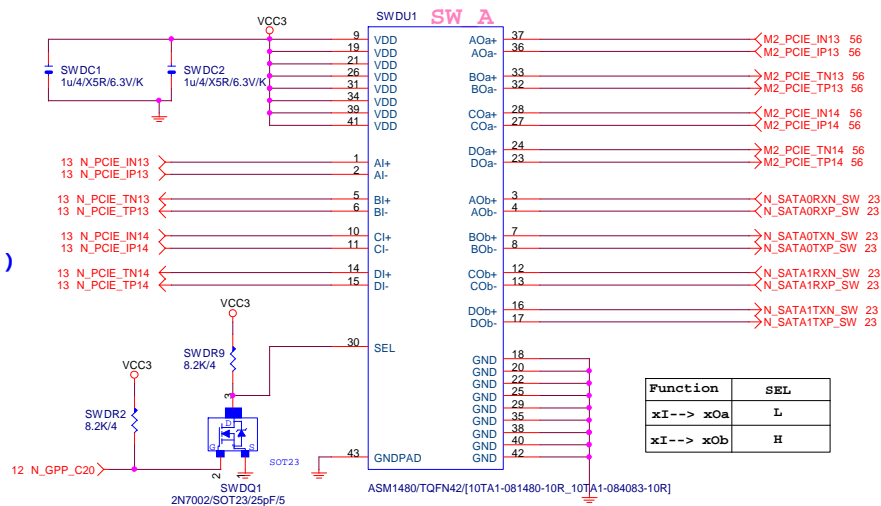 SWDU1 SW A
VCC3
SWDC1
1u/4/X5R/6.3V/K
SWDC2
1u/4/X5R/6.3V/K
9 VDD
19 VDD
21 VDD
26 VDD
31 VDD
34 VDD
39 VDD
41 VDD
13 N_PCIE_IN13 1 AI+
13 N_PCIE_IP13 2 AI-
13 N_PCIE_TN13 5 BI+
13 N_PCIE_TP13 6 BI-
13 N_PCIE_IN14 10 CI+
13 N_PCIE_IP14 11 CI-
13 N_PCIE_TN14 14 DI+
13 N_PCIE_TP14 15 DI-
)
30 SEL
43 GNDPAD
AOa+ 37 M2_PCIE_IN13 56
AOa- 36 M2_PCIE_IP13 56
BOa+ 33 M2_PCIE_TN13 56
BOa- 32 M2_PCIE_TP13 56
COa+ 28 M2_PCIE_IN14 56
COa- 27 M2_PCIE_IP14 56
DOa+ 24 M2_PCIE_TN14 56
DOa- 23 M2_PCIE_TP14 56
AOb+ 3 N_SATA0RXN_SW 23
AOb- 4 N_SATA0RXP_SW 23
BOb+ 7 N_SATA0TXN_SW 23
BOb- 8 N_SATA0TXP_SW 23
COb+ 12 N_SATA1RXN_SW 23
COb- 13 N_SATA1RXP_SW 23
DOb+ 16 N_SATA1TXN_SW 23
DOb- 17 N_SATA1TXP_SW 23
GND 18
GND 20
GND 22
GND 25
GND 29
GND 35
GND 38
GND 40
GND 42
VCC3
SWDR9
8.2K/4
VCC3
SWDR2
8.2K/4
12 N_GPP_C20
3
D
G S
2 1
SOT23
SWDQ1
2N7002/SOT23/25pF/5
ASM1480/TQFN42/[10TA1-081480-10R_10TA1-084083-10R]
Function SEL
xI--> xOa L
xI--> xOb H